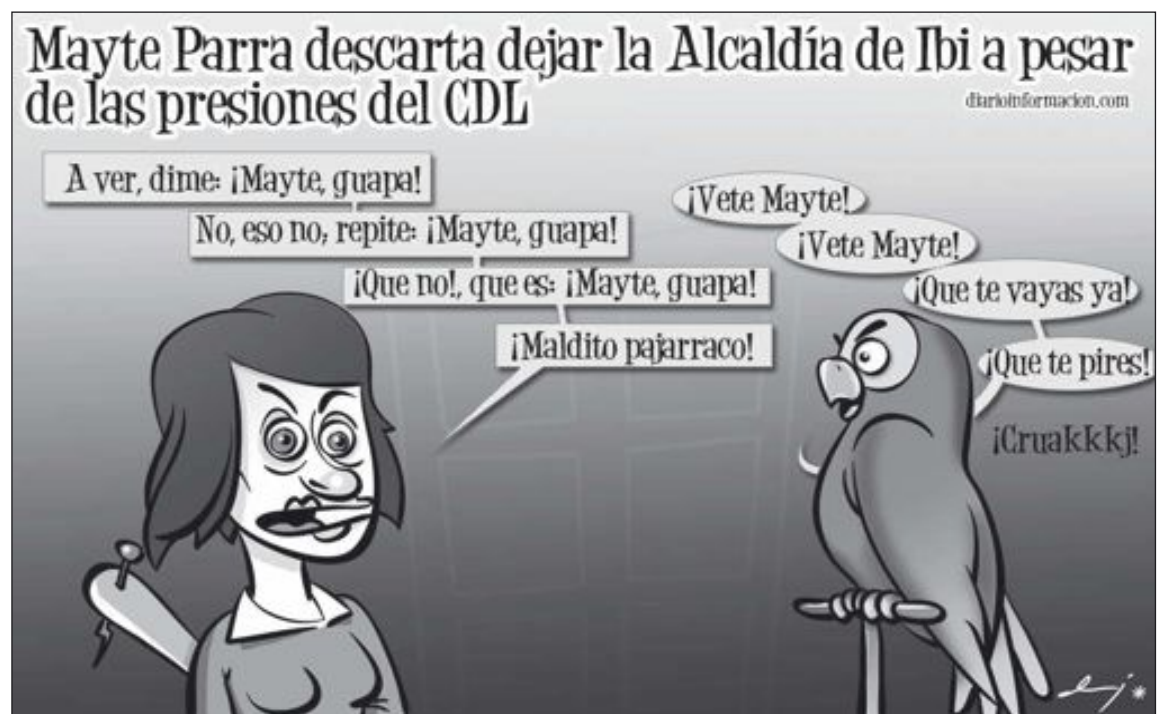 Mayte Parra descarta dejar la Alcaldía de Ibi a pesar
de las presiones del CDL
diarioinformacion.com
A ver, dime: ¡Mayte, guapa!
No, eso no; repite: ¡Mayte, guapa!
¡Que no!, que es: ¡Mayte, guapa!
¡Maldito pajarraco!
¡Vete Mayte!
¡Vete Mayte!
¡Que te vayas ya!
¡Que te pires!
¡Cruakkkj!